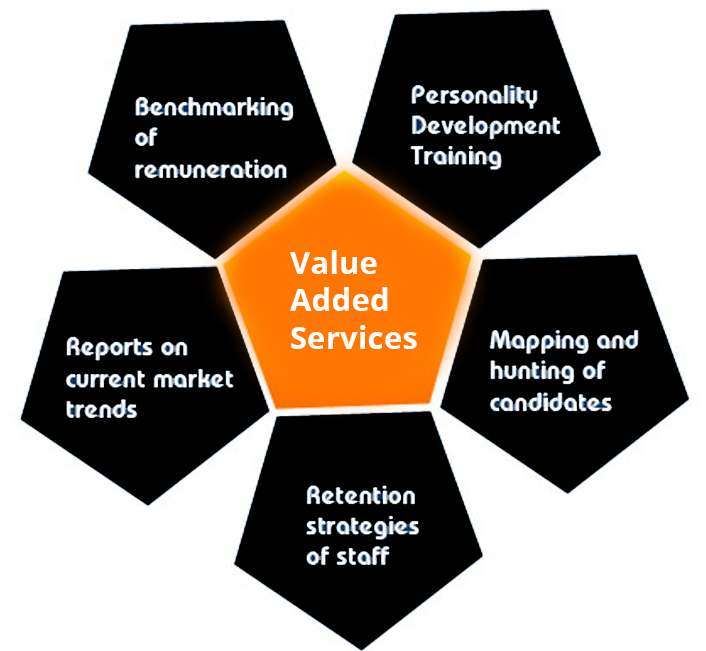 Benchmarking
of
remuneration
Personality
Development
Training
Value
Added
Services
Reports on
current market
trends
Mapping and
hunting of
candidates
Retention
strategies
of staff